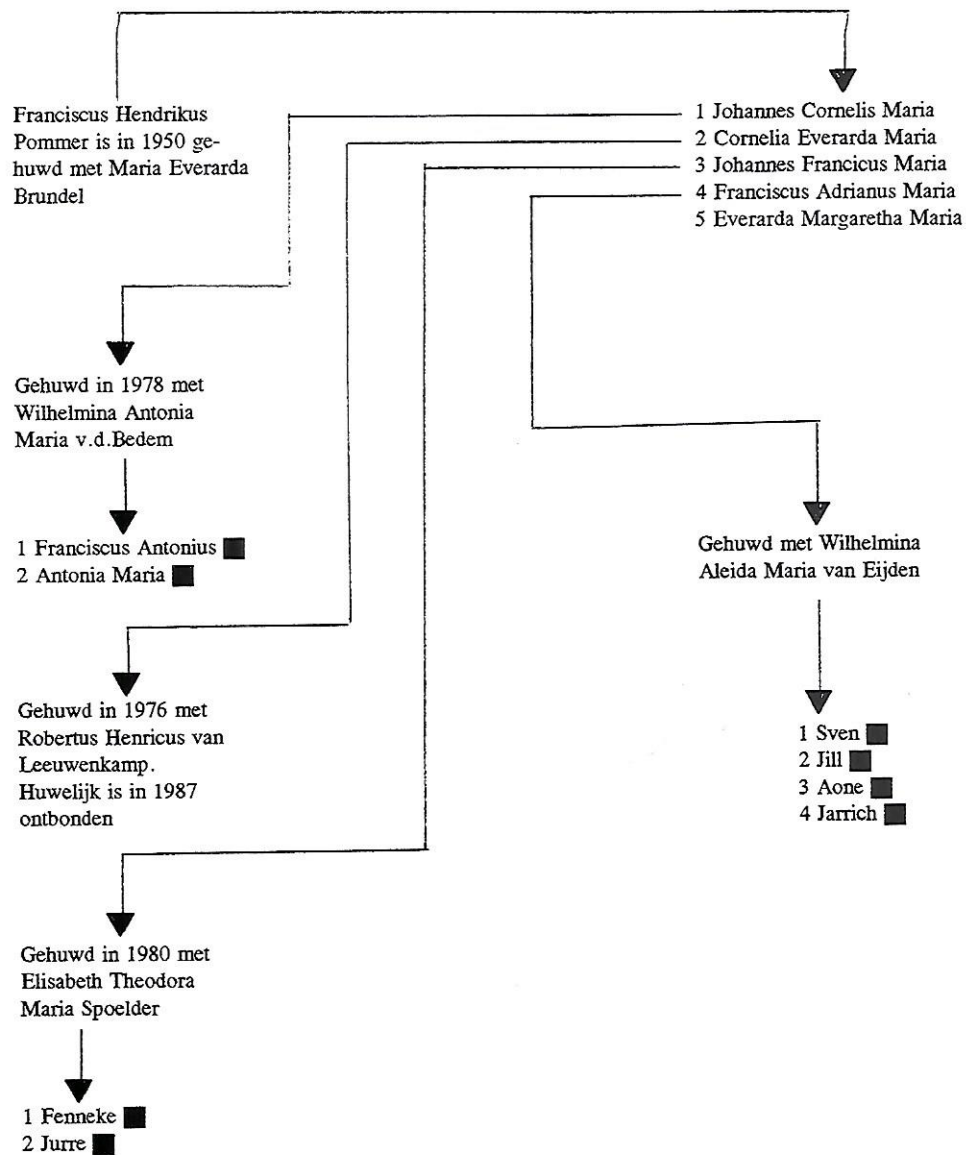 Franciscus Hendrikus
Pommer is in 1950 ge-
huwd met Maria Everarda
Brundel
1 Johannes Cornelis Maria
2 Cornelia Everarda Maria
3 Johannes Francicus Maria
4 Franciscus Adrianus Maria
5 Everarda Margaretha Maria
Gehuwd in 1978 met
Wilhelmina Antonia
Maria v.d.Bedem
1 Franciscus Antonius
2 Antonia Maria
Gehuwd met Wilhelmina
Aleida Maria van Eijden
Gehuwd in 1976 met
Robertus Henricus van
Leeuwenkamp.
Huwelijk is in 1987
ontbonden
1 Sven
2 Jill
3 Aone
4 Jarrich
Gehuwd in 1980 met
Elisabeth Theodora
Maria Spoelder
1 Fenneke
2 Jurre